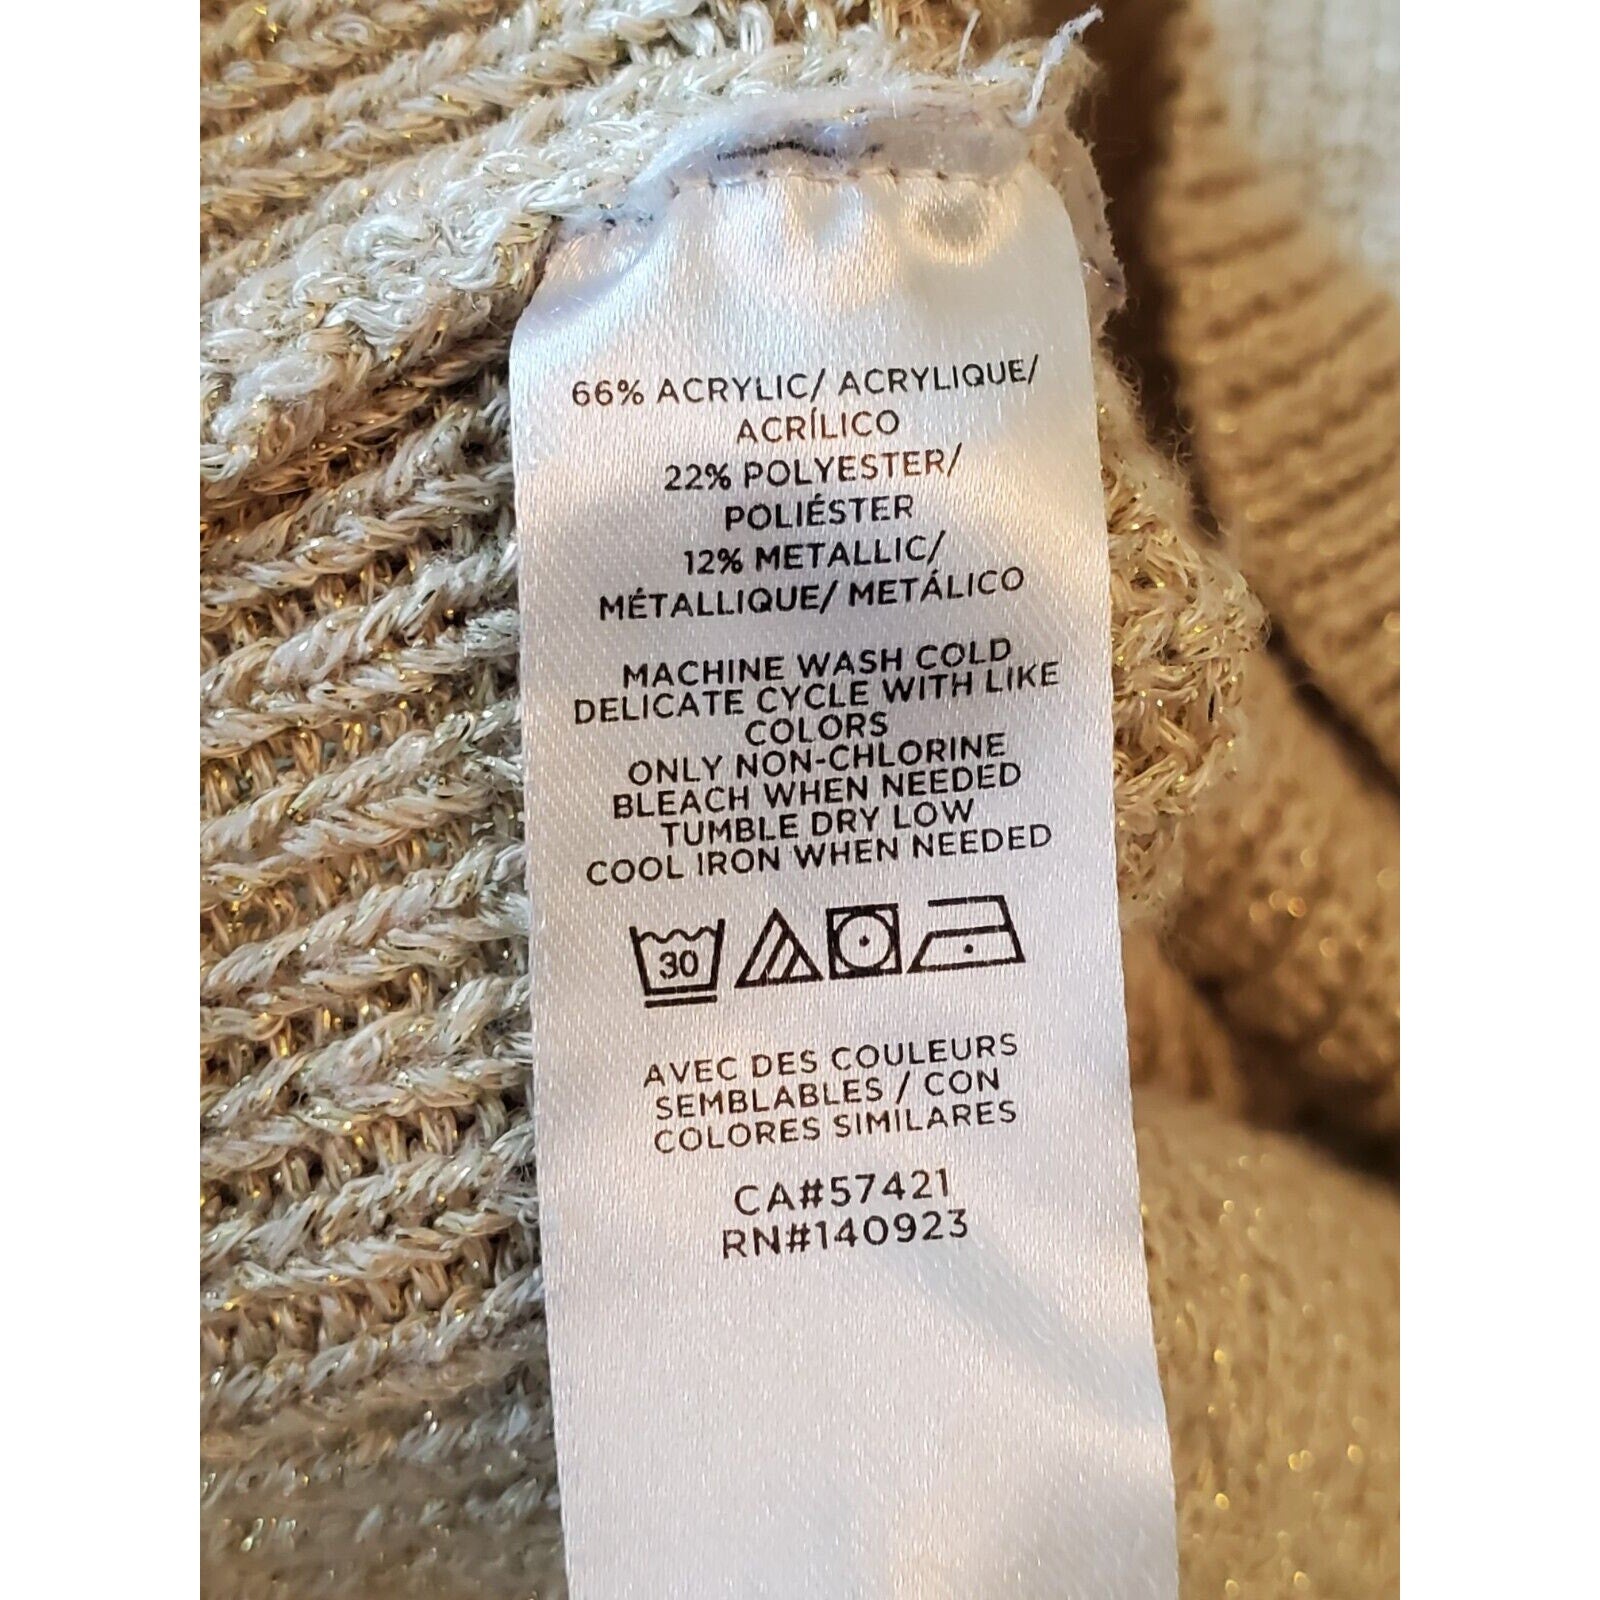 66% ACRYLIC/ ACRYLIQUE/
ACRÍLICO
22% POLYESTER/
POLIÉSTER
12% METALLIC/
MÉTALLIQUE/ METÁLICO
MACHINE WASH COLD
DELICATE CYCLE WITH LIKE
COLORS
ONLY NON-CHLORINE
BLEACH WHEN NEEDED
TUMBLE DRY LOW
COOL IRON WHEN NEEDED
30
AVEC DES COULEURS
SEMBLABLES / CON
COLORES SIMILARES
CA#57421
RN#140923